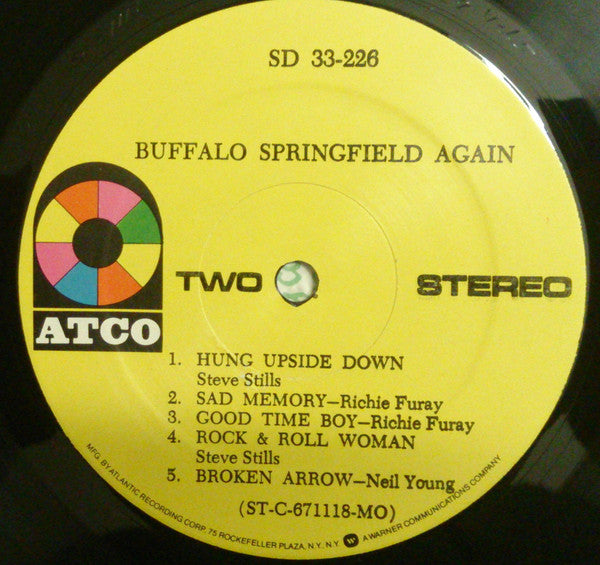 SD 33-226
BUFFALO SPRINGFIELD AGAIN
ATCO
TWO
STEREO
1. HUNG UPSIDE DOWN
Steve Stills
2. SAD MEMORY—Richie Furay
3. GOOD TIME BOY—Richie Furay
4. ROCK & ROLL WOMAN
Steve Stills
5. BROKEN ARROW—Neil Young
(ST-C-671118-MO)
MFG. BY ATLANTIC RECORDING CORP. 75 ROCKEFELLER PLAZA, N.Y. N.Y. W A WARNER COMMUNICATIONS COMPANY